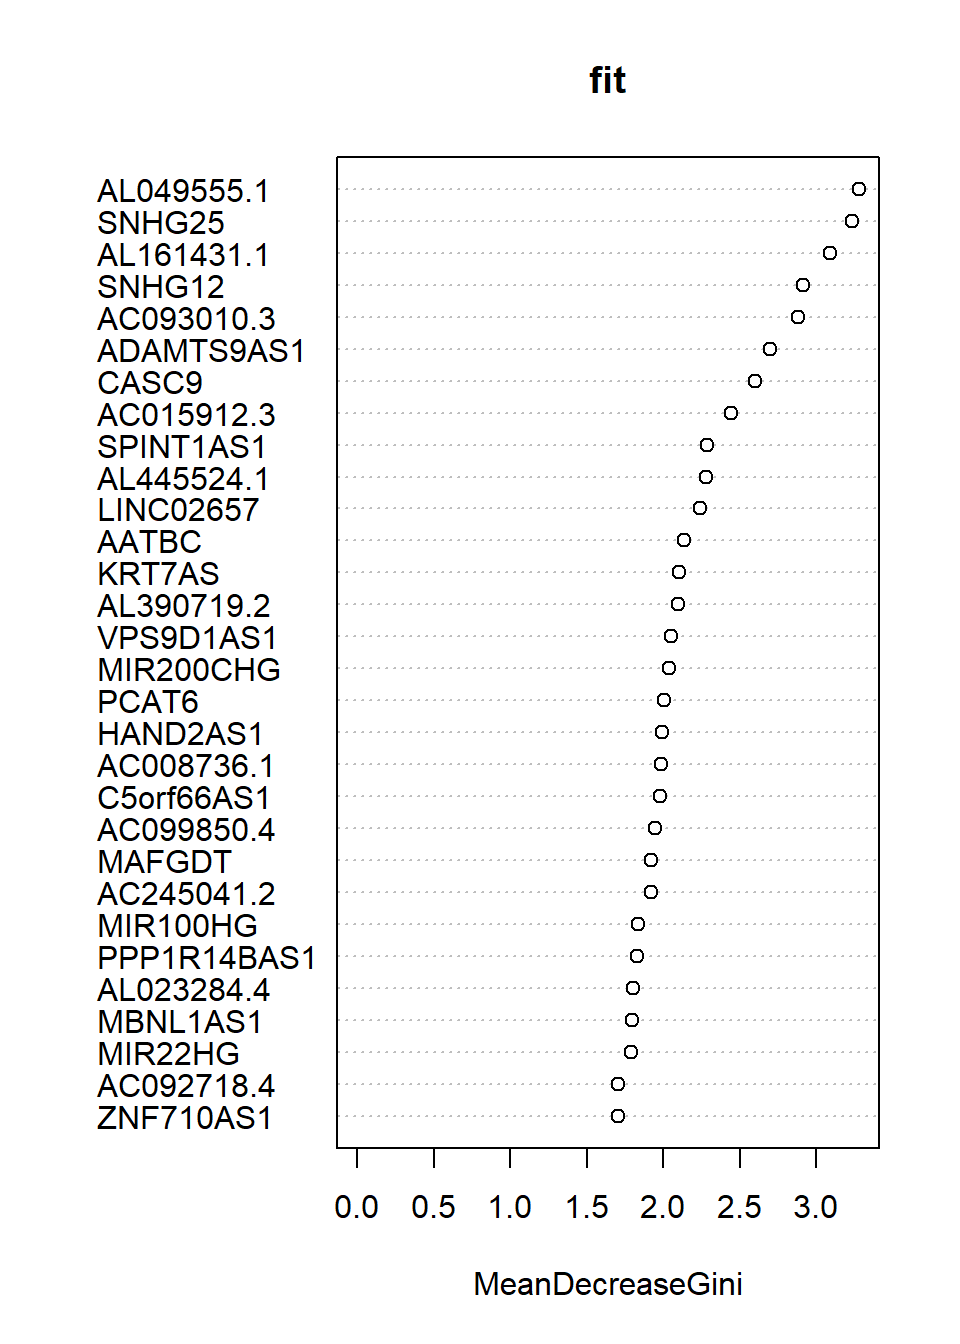 fit
AL049555.1
SNHG25
AL161431.1
SNHG12
AC093010.3
ADAMTS9AS1
CASC9
AC015912.3
SPINT1AS1
AL445524.1
LINC02657
AATBC
KRT7AS
AL390719.2
VPS9D1AS1
MIR200CHG
PCAT6
HAND2AS1
AC008736.1
C5orf66AS1
AC099850.4
MAFGDT
AC245041.2
MIR100HG
PPP1R14BAS1
AL023284.4
MBNL1AS1
MIR22HG
AC092718.4
ZNF710AS1
0.0 0.5 1.0 1.5 2.0 2.5 3.0
MeanDecreaseGini